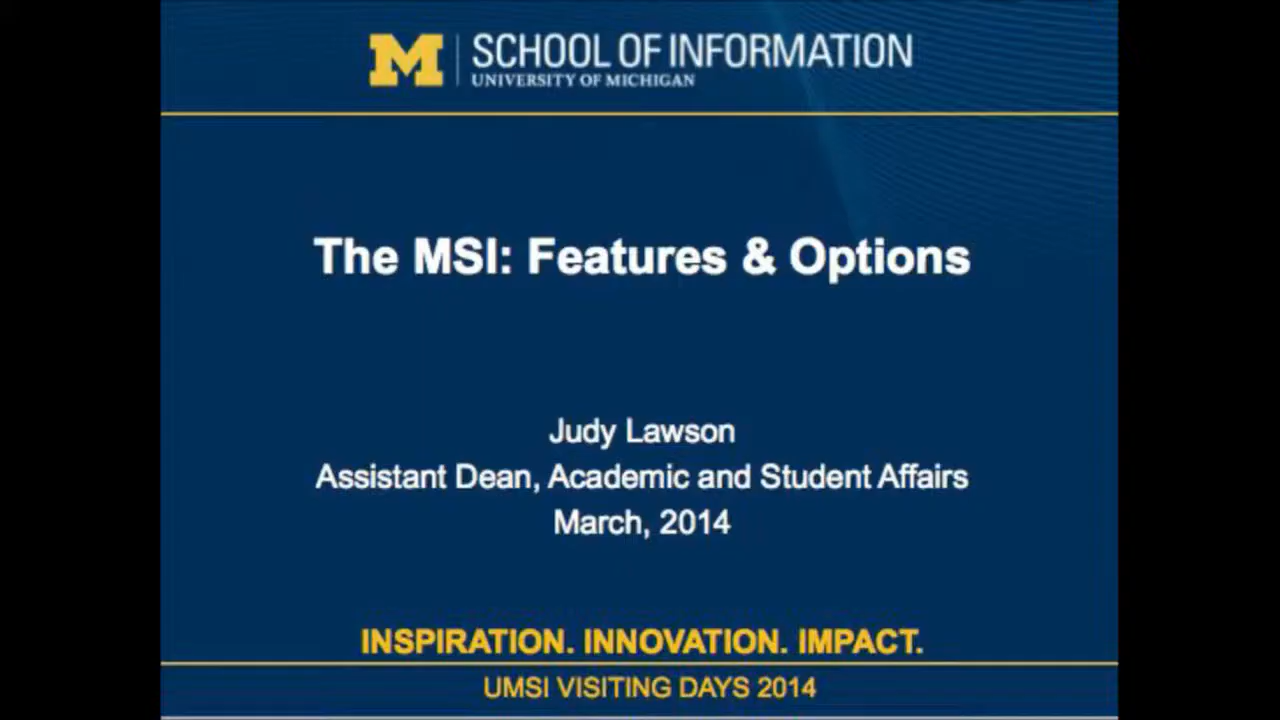 M SCHOOL OF INFORMATION
UNIVERSITY OF MICHIGAN
The MSI: Features & Options
Judy Lawson
Assistant Dean, Academic and Student Affairs
March, 2014
INSPIRATION. INNOVATION. IMPACT.
UMSI VISITING DAYS 2014